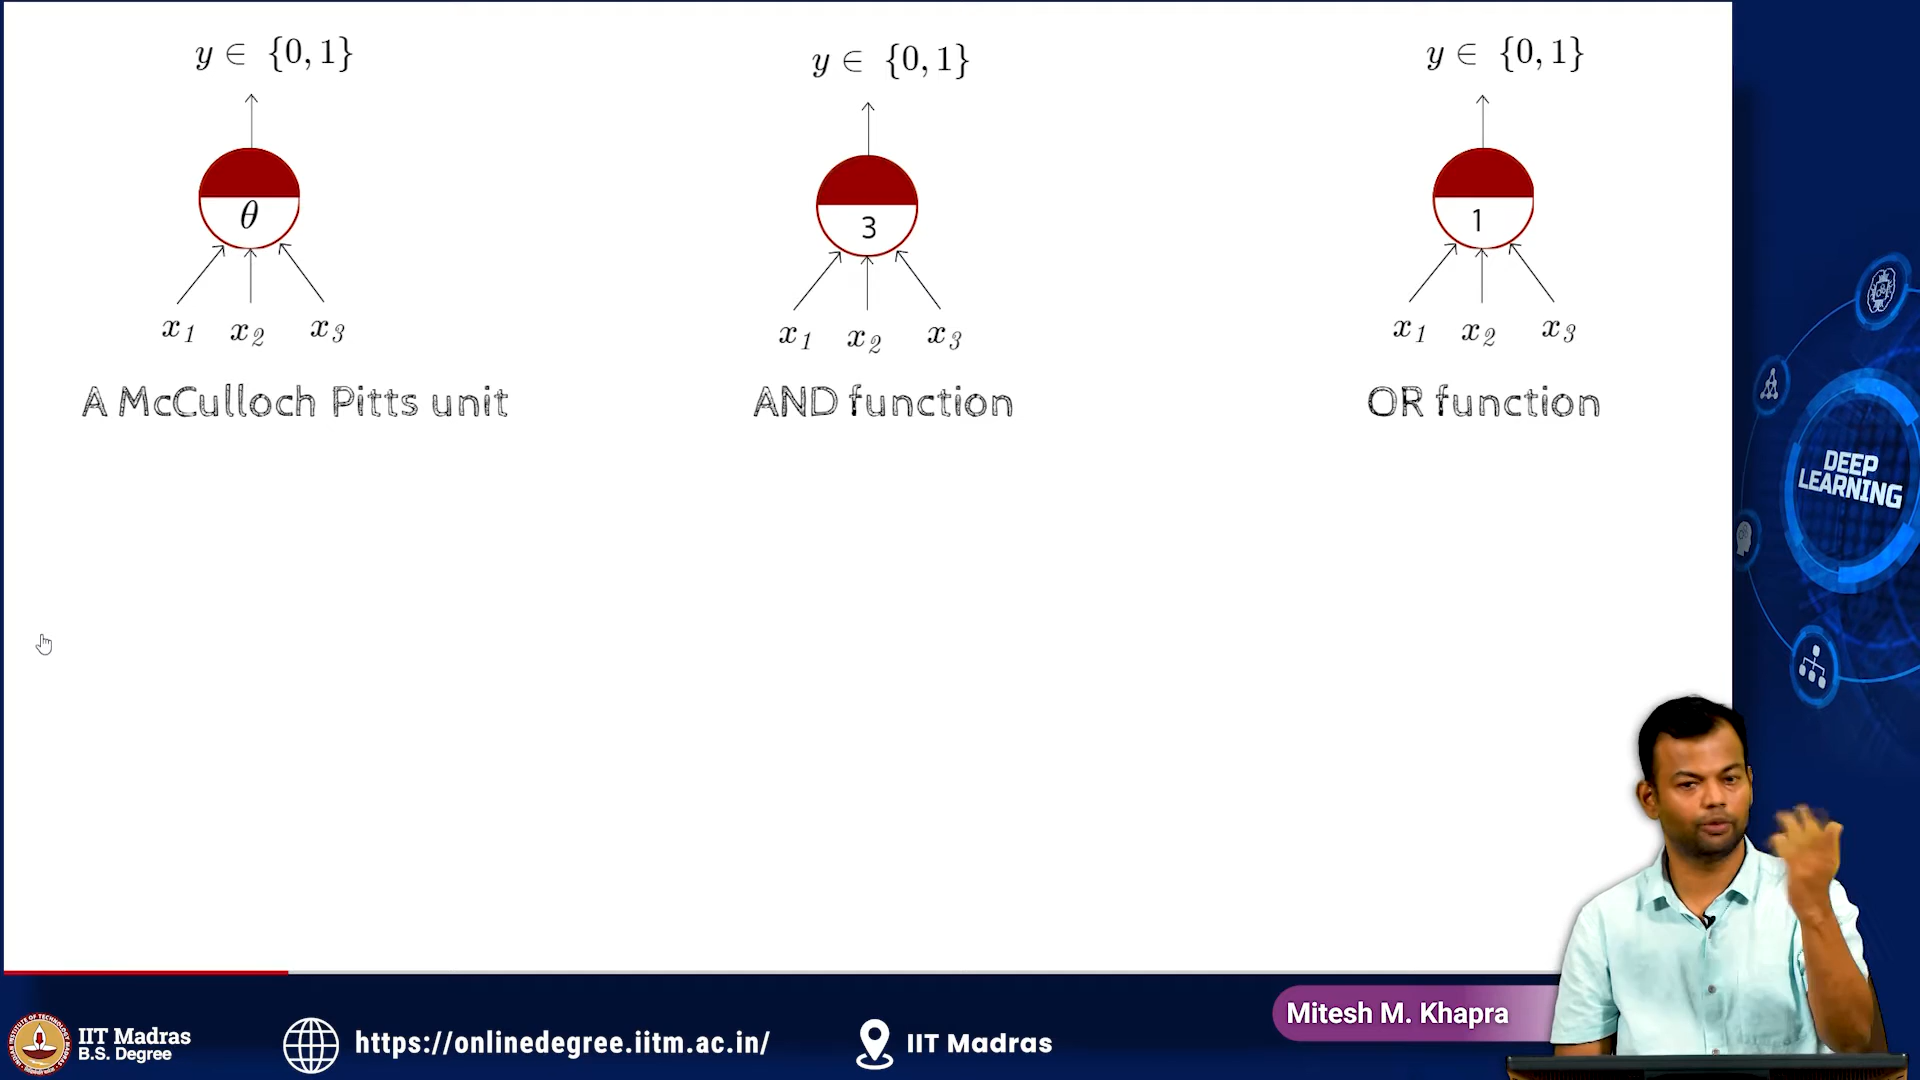 y ∈ {0, 1}
θ
x₁ x₂ x₃
A McCulloch Pitts unit
y ∈ {0, 1}
3
x₁ x₂ x₃
AND function
y ∈ {0, 1}
1
x₁ x₂ x₃
OR function
DEEP
LEARNING
Mitesh M. Khapra
IIT Madras
B.S. Degree
https://onlinedegree.iitm.ac.in/
IIT Madras